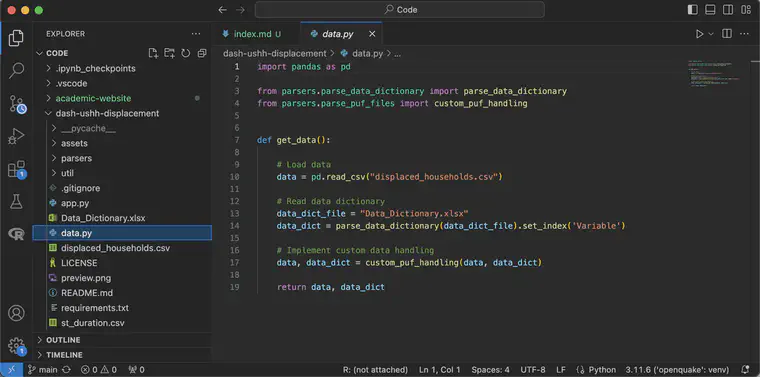 Code
EXPLORER
CODE
.ipynb_checkpoints
.vscode
academic-website
dash-ushh-displacement
__pycache__
assets
parsers
util
.gitignore
app.py
Data_Dictionary.xlsx
data.py
displaced_households.csv
LICENSE
preview.png
README.md
requirements.txt
st_duration.csv
OUTLINE
TIMELINE
index.md U
data.py
dash-ushh-displacement > data.py > ...
1 import pandas as pd
2
3 from parsers.parse_data_dictionary import parse_data_dictionary
4 from parsers.parse_puf_files import custom_puf_handling
5
6
7 def get_data():
8
9 # Load data
10 data = pd.read_csv("displaced_households.csv")
11
12 # Read data dictionary
13 data_dict_file = "Data_Dictionary.xlsx"
14 data_dict = parse_data_dictionary(data_dict_file).set_index('Variable')
15
16 # Implement custom data handling
17 data, data_dict = custom_puf_handling(data, data_dict)
18
19 return data, data_dict
1
1
main 0 0 0 R: (not attached) Ln 1, Col 1 Spaces: 4 UTF-8 LF Python 3.11.6 ('openquake': venv)